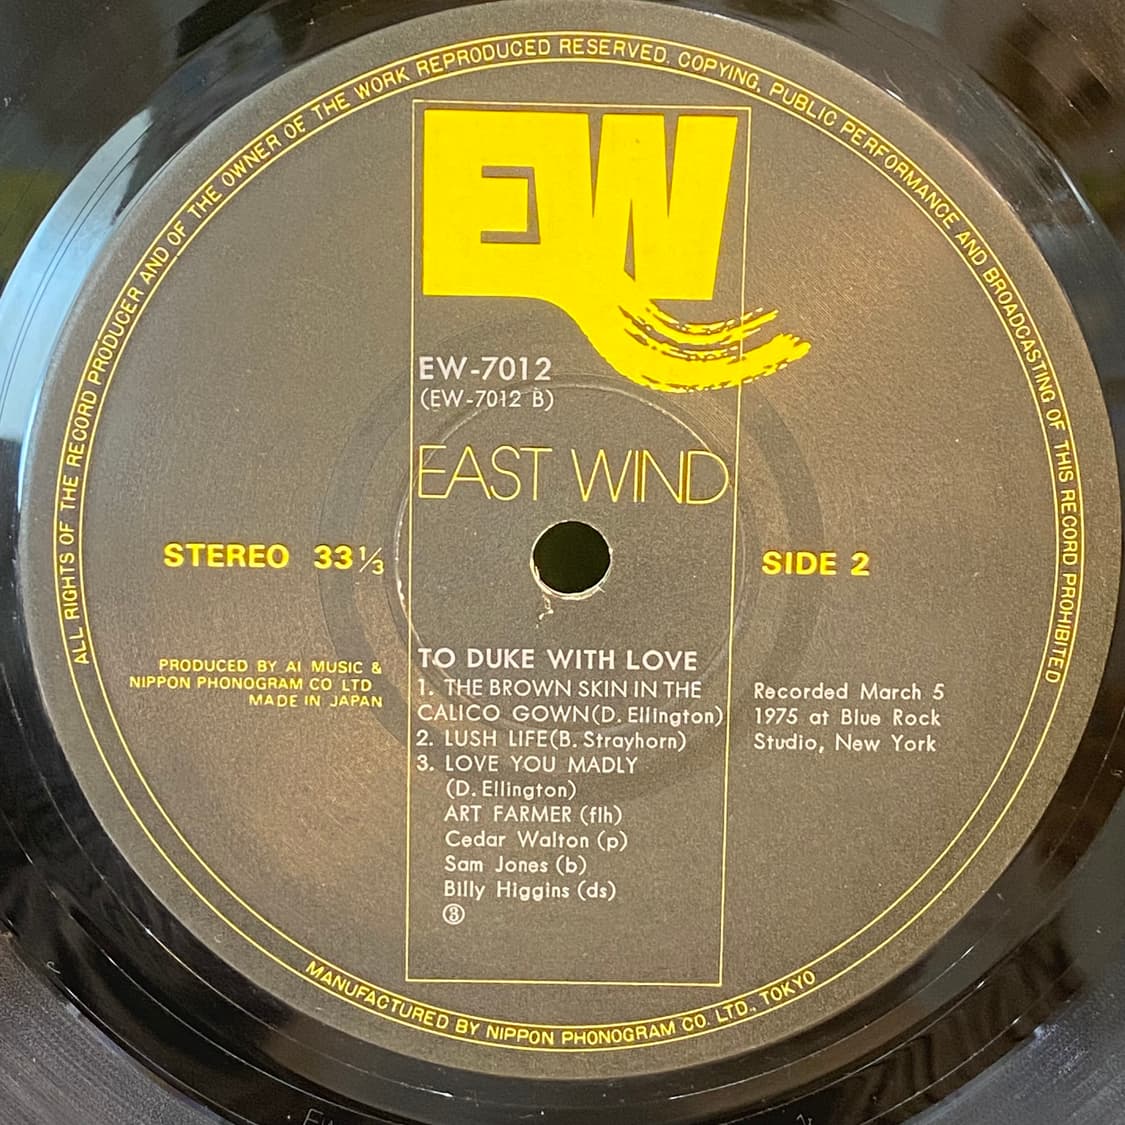 ALL RIGHTS OF THE RECORD PRODUCER AND OF THE OWNER OF THE WORK REPRODUCED RESERVED. COPYING, PUBLIC PERFORMANCE AND BROADCASTING OF THIS RECORD PROHIBITED
EW
EW-7012
(EW-7012 B)
EAST WIND
STEREO 33⅓
SIDE 2
PRODUCED BY AI MUSIC &
NIPPON PHONOGRAM CO LTD
MADE IN JAPAN
TO DUKE WITH LOVE
1. THE BROWN SKIN IN THE
CALICO GOWN(D. Ellington)
2. LUSH LIFE(B. Strayhorn)
3. LOVE YOU MADLY
(D. Ellington)
ART FARMER (flh)
Cedar Walton (p)
Sam Jones (b)
Billy Higgins (ds)
③
Recorded March 5
1975 at Blue Rock
Studio, New York
MANUFACTURED BY NIPPON PHONOGRAM CO. LTD., TOKYO